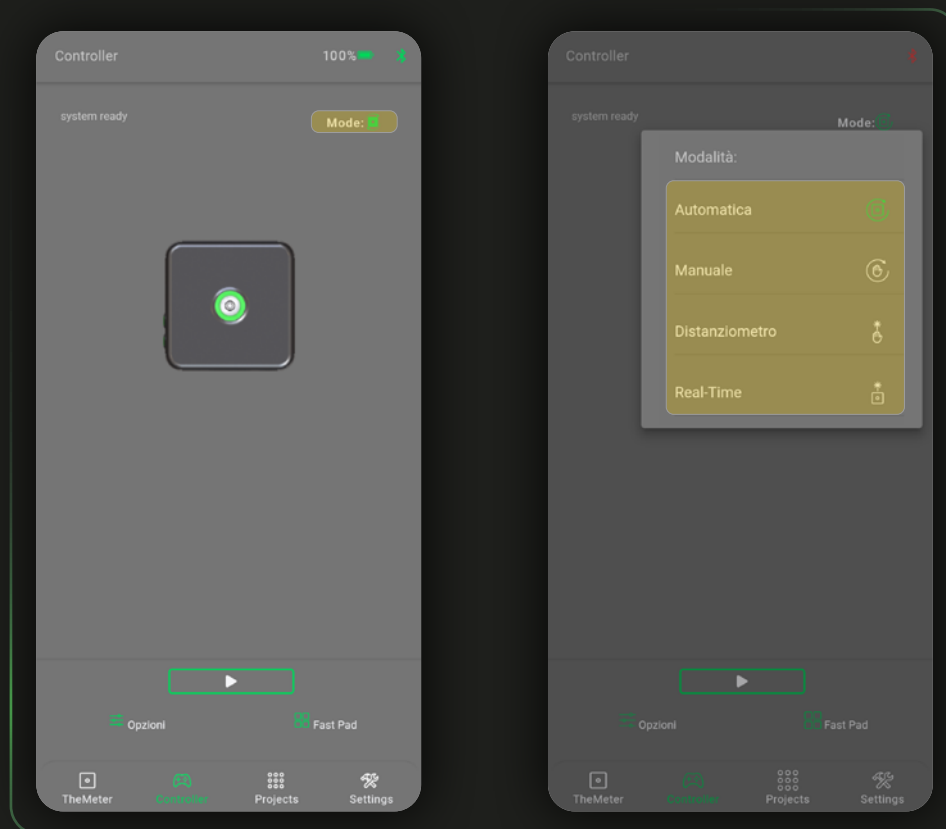 Controller
100%
system ready
Mode:
Opzioni
Fast Pad
TheMeter
Controller
Projects
Settings
Controller
system ready
Mode:
Modalità:
Automatica
Manuale
Distanziometro
Real-Time
Opzioni
Fast Pad
TheMeter
Controller
Projects
Settings